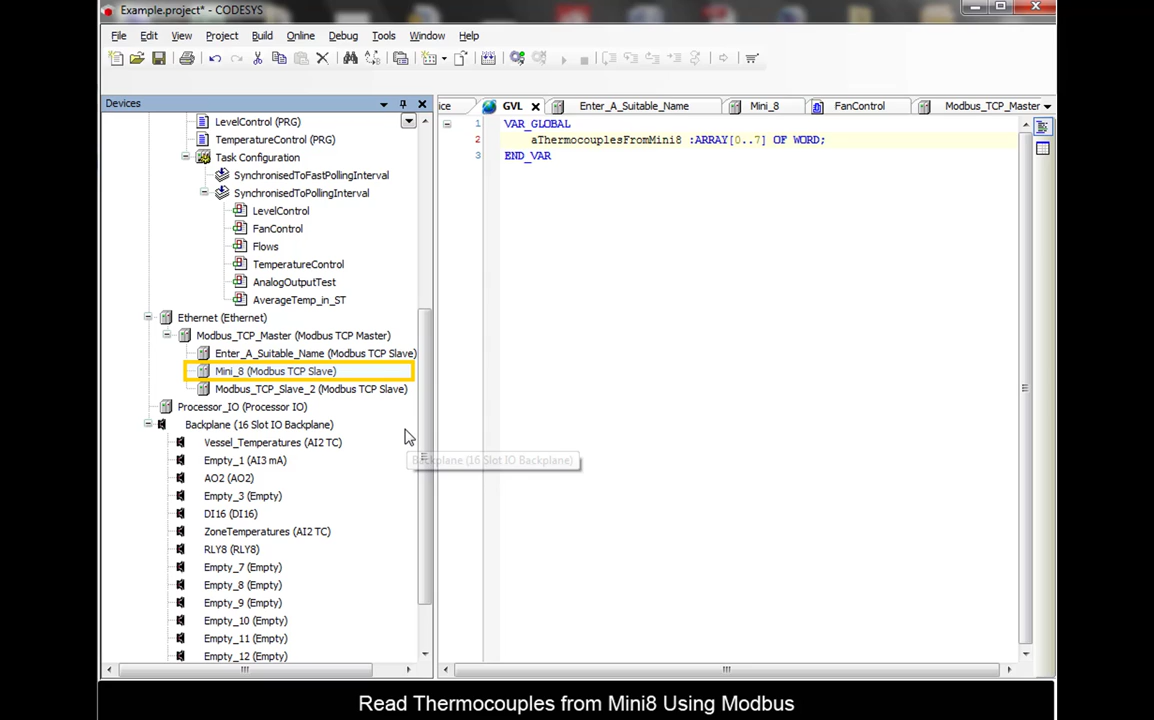 Example.project* - CODESYS
File Edit View Project Build Online Debug Tools Window Help
Devices
ice GVL Enter_A_Suitable_Name Mini_8 FanControl Modbus_TCP_Master
LevelControl (PRG)
TemperatureControl (PRG)
Task Configuration
SynchronisedToFastPollingInterval
SynchronisedToPollingInterval
LevelControl
FanControl
Flows
TemperatureControl
AnalogOutputTest
AverageTemp_in_ST
Ethernet (Ethernet)
Modbus_TCP_Master (Modbus TCP Master)
Enter_A_Suitable_Name (Modbus TCP Slave)
Mini_8 (Modbus TCP Slave)
Modbus_TCP_Slave_2 (Modbus TCP Slave)
Processor_IO (Processor IO)
Backplane (16 Slot IO Backplane)
Vessel_Temperatures (AI2 TC)
Empty_1 (AI3 mA)
AO2 (AO2)
Empty_3 (Empty)
DI16 (DI16)
ZoneTemperatures (AI2 TC)
RLY8 (RLY8)
Empty_7 (Empty)
Empty_8 (Empty)
Empty_9 (Empty)
Empty_10 (Empty)
Empty_11 (Empty)
Empty_12 (Empty)
Backplane (16 Slot IO Backplane)
1 VAR_GLOBAL
2 aThermocouplesFromMini8 :ARRAY[0..7] OF WORD;
3 END_VAR
Read Thermocouples from Mini8 Using Modbus